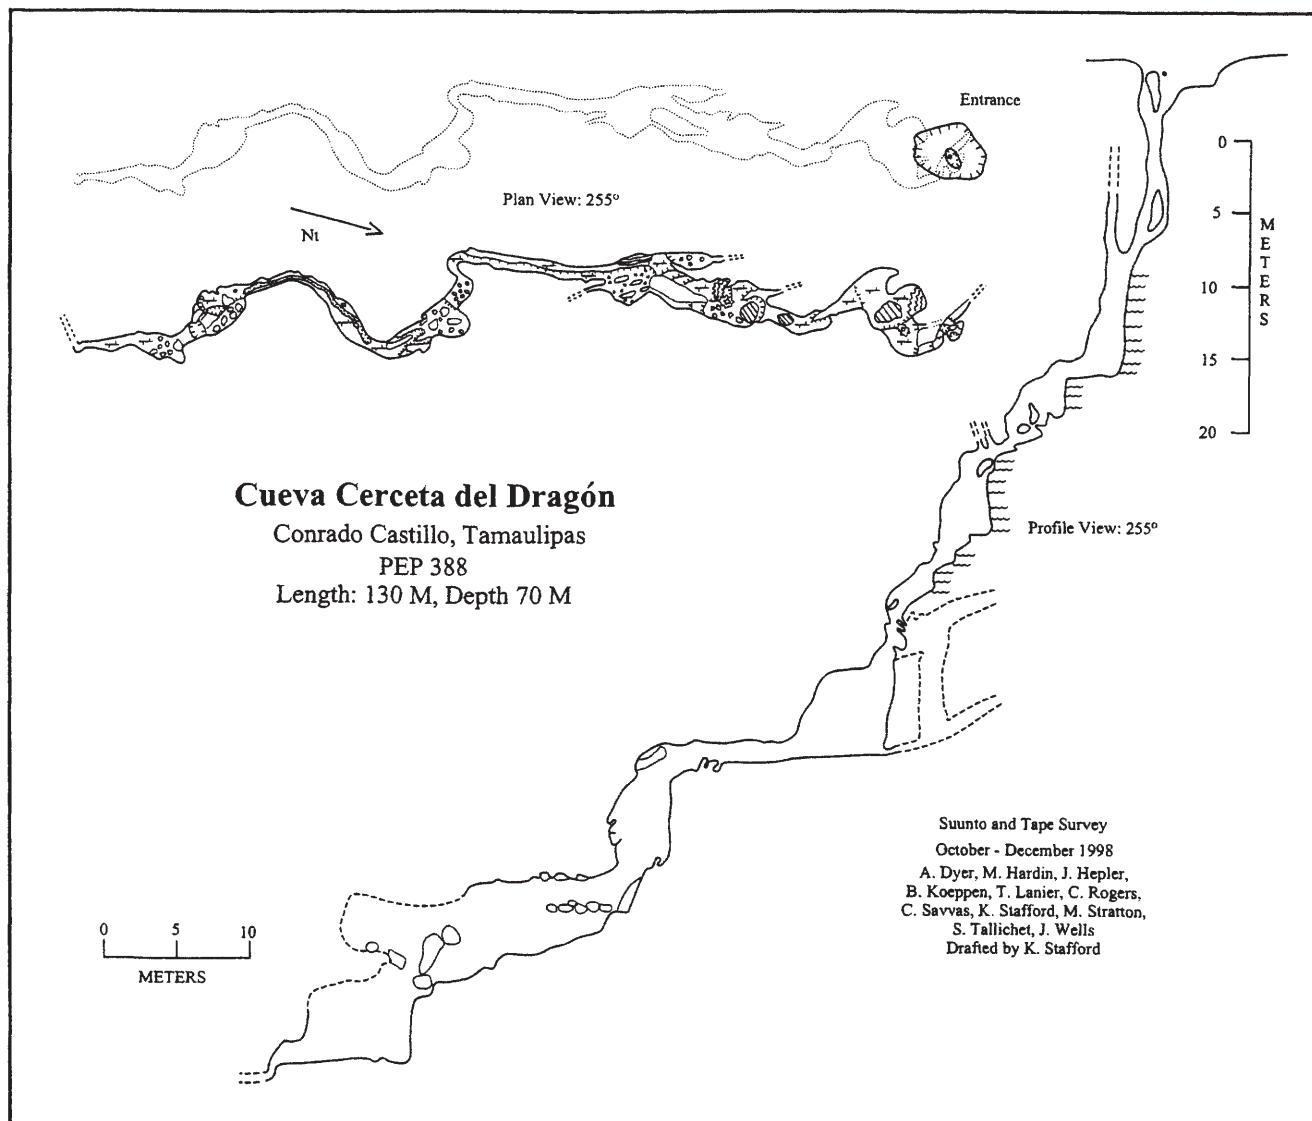 Entrance
Plan View: 255º
Nt
0
5
10
15
20
METERS
Cueva Cerceta del Dragón
Conrado Castillo, Tamaulipas
PEP 388
Length: 130 M, Depth 70 M
Profile View: 255º
Suunto and Tape Survey
October - December 1998
A. Dyer, M. Hardin, J. Hepler,
B. Koeppen, T. Lanier, C. Rogers,
C. Savvas, K. Stafford, M. Stratton,
S. Tallichet, J. Wells
Drafted by K. Stafford
0 5 10
METERS